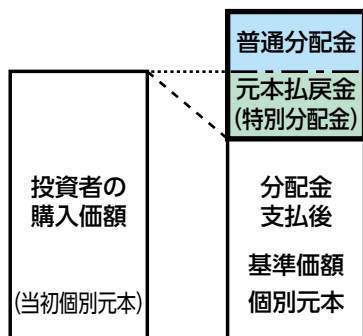 普通分配金
元本払戻金
(特別分配金)
投資者の
購入価額
(当初個別元本)
分配金
支払後
基準価額
個別元本